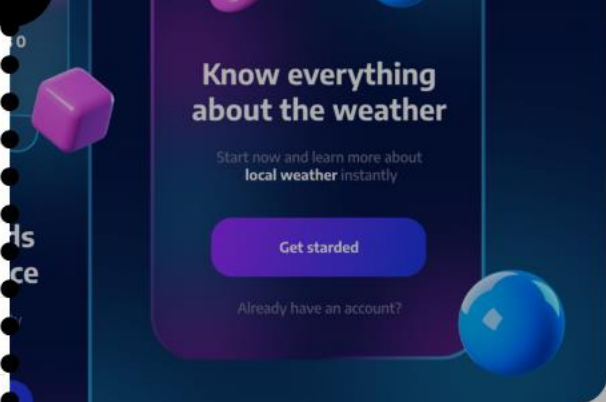 Know everything
about the weather
Start now and learn more about
local weather instantly
Get starded
Already have an account?